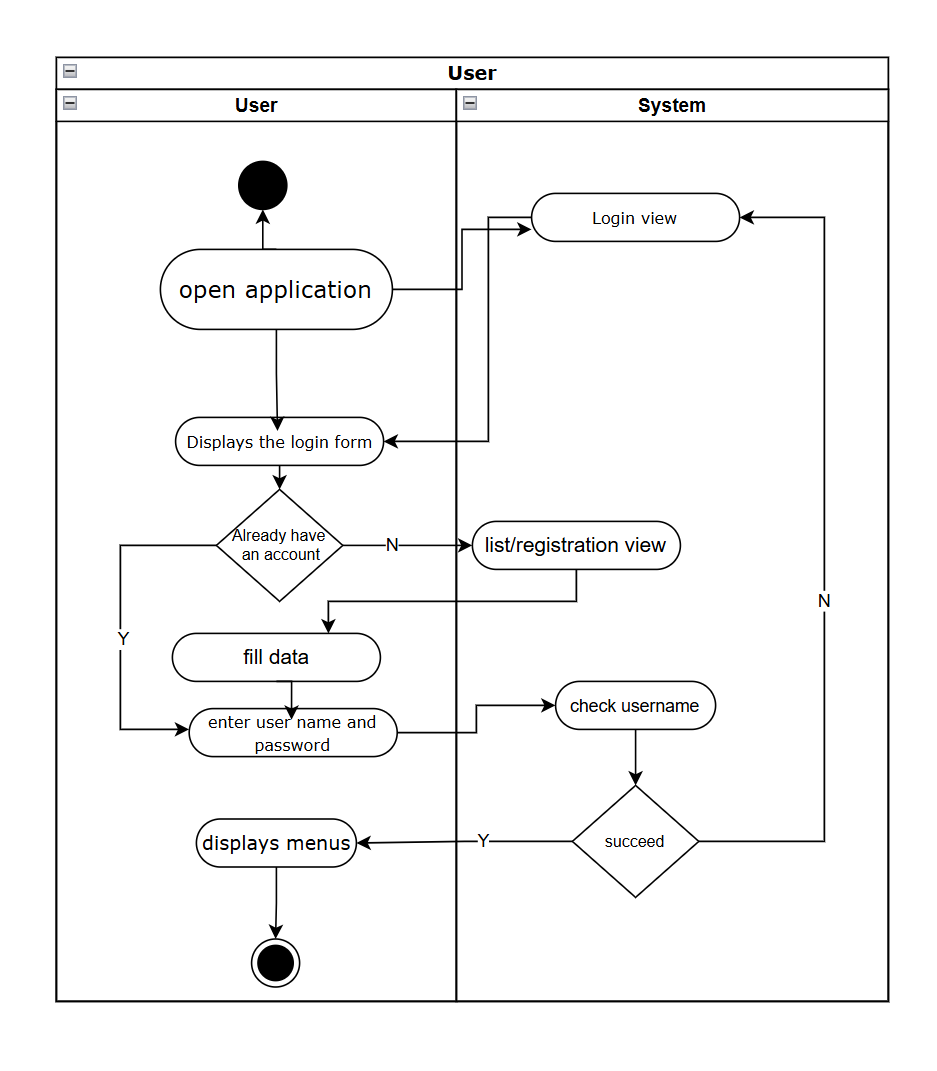 User
User
System
Login view
open application
Displays the login form
Already have
an account
N
list/registration view
N
Y
fill data
check username
enter user name and
password
displays menus
Y
succeed